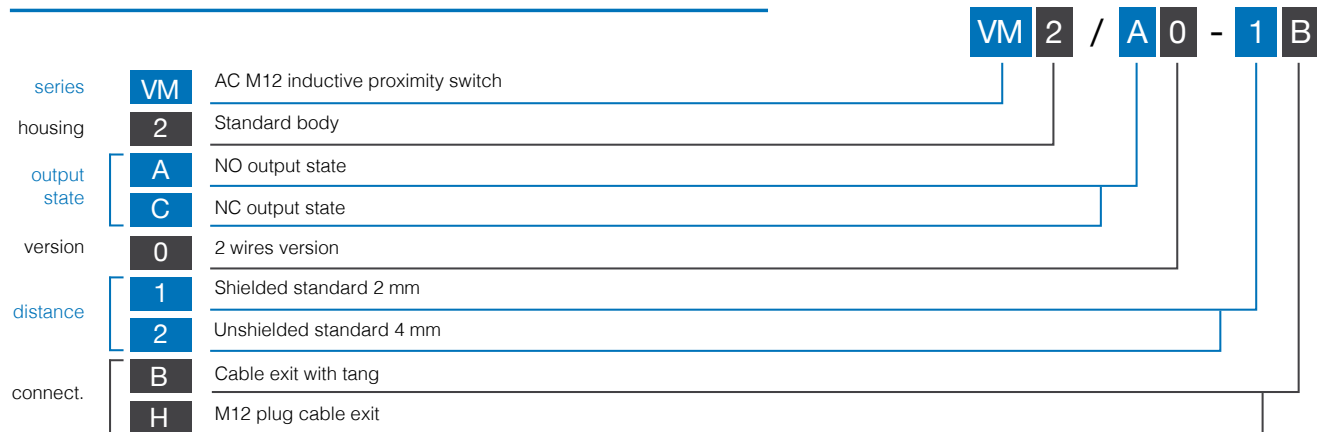 VM 2 / A 0 - 1 B
series VM AC M12 inductive proximity switch
housing 2 Standard body
output state
A NO output state
C NC output state
version 0 2 wires version
distance
1 Shielded standard 2 mm
2 Unshielded standard 4 mm
connect.
B Cable exit with tang
H M12 plug cable exit